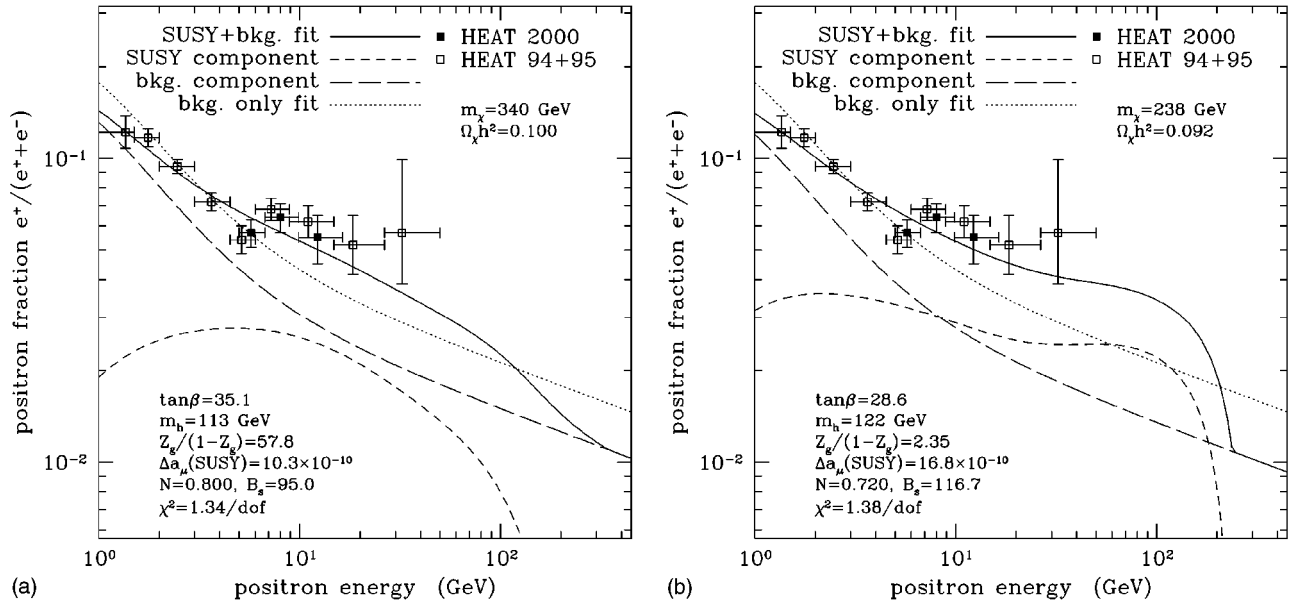 SUSY+bkg. fit
SUSY component
bkg. component
bkg. only fit
HEAT 2000
HEAT 94+95
m_χ=340 GeV
Ω_χh²=0.100
tanβ=35.1
m_h=113 GeV
Z_g/(1-Z_g)=57.8
Δa_μ(SUSY)=10.3×10⁻¹⁰
N=0.800, B_s=95.0
χ²=1.34/dof
positron fraction e⁺/(e⁺+e⁻)
10⁻¹
10⁻²
10⁰ 10¹ 10²
positron energy (GeV)
(a)
SUSY+bkg. fit
SUSY component
bkg. component
bkg. only fit
HEAT 2000
HEAT 94+95
m_χ=238 GeV
Ω_χh²=0.092
tanβ=28.6
m_h=122 GeV
Z_g/(1-Z_g)=2.35
Δa_μ(SUSY)=16.8×10⁻¹⁰
N=0.720, B_s=116.7
χ²=1.38/dof
positron fraction e⁺/(e⁺+e⁻)
10⁻¹
10⁻²
10⁰ 10¹ 10²
positron energy (GeV)
(b)